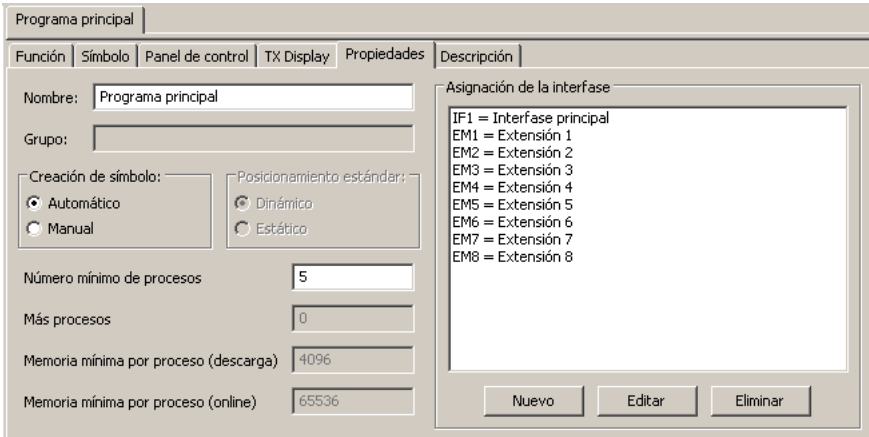 Programa principal
Función Símbolo Panel de control TX Display Propiedades Descripción
Nombre: Programa principal
Grupo:
Creación de símbolo:
Automático
Manual
Posicionamiento estándar:
Dinámico
Estático
Número mínimo de procesos 5
Más procesos 0
Memoria mínima por proceso (descarga) 4096
Memoria mínima por proceso (online) 65536
Asignación de la interfase
IF1 = Interfase principal
EM1 = Extensión 1
EM2 = Extensión 2
EM3 = Extensión 3
EM4 = Extensión 4
EM5 = Extensión 5
EM6 = Extensión 6
EM7 = Extensión 7
EM8 = Extensión 8
Nuevo Editar Eliminar